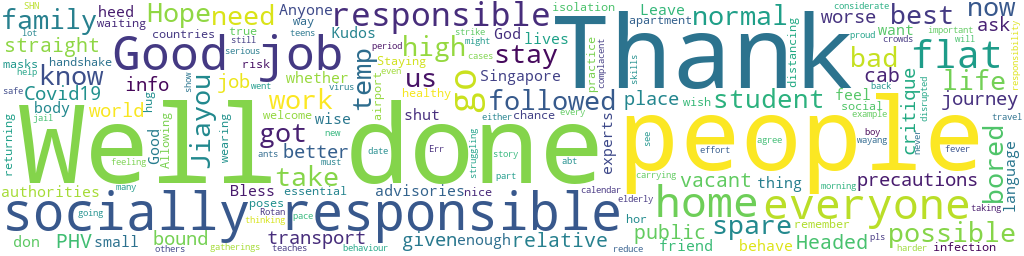 SHN considerate lot Anyone way teens isolation Leave apartment
family need Hope responsible worse best now
waiting countries true still Kudos God lives strike might normal heed want ask
straight Good job high stay Thank bad flat
masks handshake serious risk Staying even period cases airport practice complacent distancing proud crowds important will responsibility
help know info whether us Singapore skills went cab back life
safe Covid19 hug show job temp go healthy virus followed place student feel social example disrupted travel
body world Jiayou work welcome shut either chance every wise wish critique journey
jail Good Allowing wearing got new experts see effort boy wayang never
returning Well done people bored language
feeling ants better must date Err story struggling abt agree fever
many take part carrying vacant thing precautions
authorities Bless essential advisories nice calendar elderly morning taking
going poses Rotan pace home everyone
socially responsible
don PHV small bound thinking transport given enough relative hor public spare remember Headed possible
others gatherings teaches behaviour reduce friend behave pls harder infection